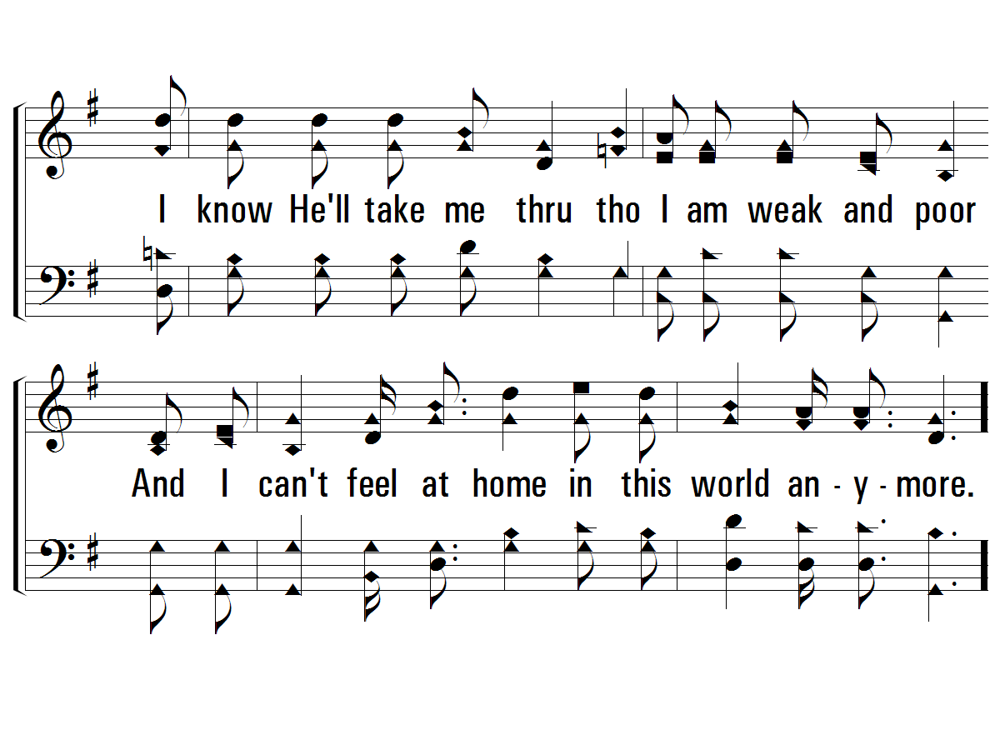 I know He'll take me thru tho I am weak and poor
And I can't feel at home in this world an - y - more.